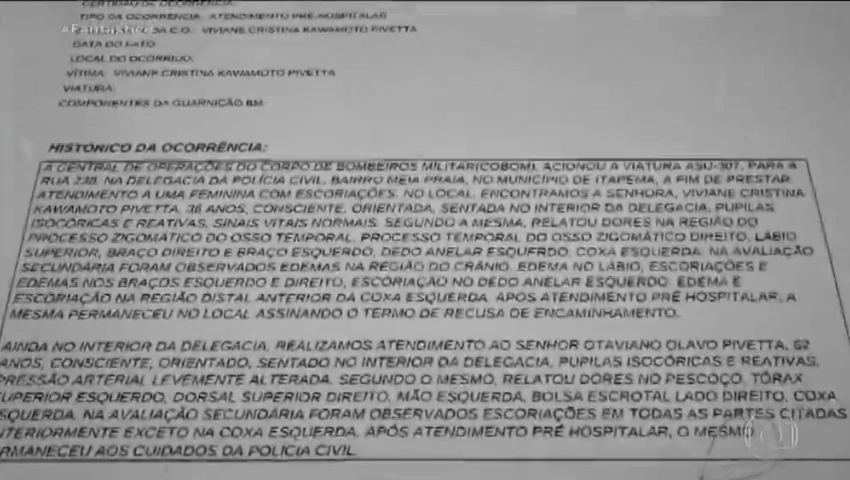 CERTIDÃO DE OCORRÊNCIA:
TIPO DA OCORRÊNCIA: ATENDIMENTO PRÉ-HOSPITALAR
DA C.O.: VIVIANE CRISTINA KAWAMOTO PIVETTA
DATA DO FATO:
LOCAL DO OCORRIDO:
VÍTIMA: VIVIANE CRISTINA KAWAMOTO PIVETTA
VIATURA:
COMPONENTES DA GUARNIÇÃO BM:
HISTÓRICO DA OCORRÊNCIA:
A CENTRAL DE OPERAÇÕES DO CORPO DE BOMBEIROS MILITAR(COBOM), ACIONOU A VIATURA ASU-307, PARA A
RUA 238, NA DELEGACIA DA POLÍCIA CIVIL, BAIRRO MEIA PRAIA, NO MUNICÍPIO DE ITAPEMA, A FIM DE PRESTAR
ATENDIMENTO A UMA FEMININA COM ESCORIAÇÕES. NO LOCAL, ENCONTRAMOS A SENHORA, VIVIANE CRISTINA
KAWAMOTO PIVETTA, 36 ANOS, CONSCIENTE, ORIENTADA, SENTADA NO INTERIOR DA DELEGACIA, PUPILAS
ISOCÓRICAS E REATIVAS, SINAIS VITAIS NORMAIS. SEGUNDO A MESMA, RELATOU DORES NA REGIÃO DO
PROCESSO ZIGOMÁTICO DO OSSO TEMPORAL, PROCESSO TEMPORAL DO OSSO ZIGOMÁTICO DIREITO, LÁBIO
SUPERIOR, BRAÇO DIREITO E BRAÇO ESQUERDO, DEDO ANELAR ESQUERDO, COXA ESQUERDA. NA AVALIAÇÃO
SECUNDÁRIA FORAM OBSERVADOS EDEMAS NA REGIÃO DO CRÂNIO, EDEMA NO LÁBIO, ESCORIAÇÕES E
EDEMAS NOS BRAÇOS ESQUERDO E DIREITO, ESCORIAÇÃO NO DEDO ANELAR ESQUERDO, EDEMA E
ESCORIAÇÃO NA REGIÃO DISTAL ANTERIOR DA COXA ESQUERDA. APÓS ATENDIMENTO PRÉ HOSPITALAR, A
MESMA PERMANECEU NO LOCAL ASSINANDO O TERMO DE RECUSA DE ENCAMINHAMENTO.
AINDA NO INTERIOR DA DELEGACIA, REALIZAMOS ATENDIMENTO AO SENHOR OTAVIANO OLAVO PIVETTA, 62
ANOS, CONSCIENTE, ORIENTADO, SENTADO NO INTERIOR DA DELEGACIA, PUPILAS ISOCÓRICAS E REATIVAS,
PRESSÃO ARTERIAL LEVEMENTE ALTERADA. SEGUNDO O MESMO, RELATOU DORES NO PESCOÇO, TÓRAX
SUPERIOR ESQUERDO, DORSAL SUPERIOR DIREITO, MÃO ESQUERDA, BOLSA ESCROTAL LADO DIREITO, COXA
ESQUERDA. NA AVALIAÇÃO SECUNDÁRIA FORAM OBSERVADOS ESCORIAÇÕES EM TODAS AS PARTES CITADAS
NTERIORMENTE EXCETO NA COXA ESQUERDA. APÓS ATENDIMENTO PRÉ HOSPITALAR, O MESMO
RMANECEU AOS CUIDADOS DA POLÍCIA CIVIL.